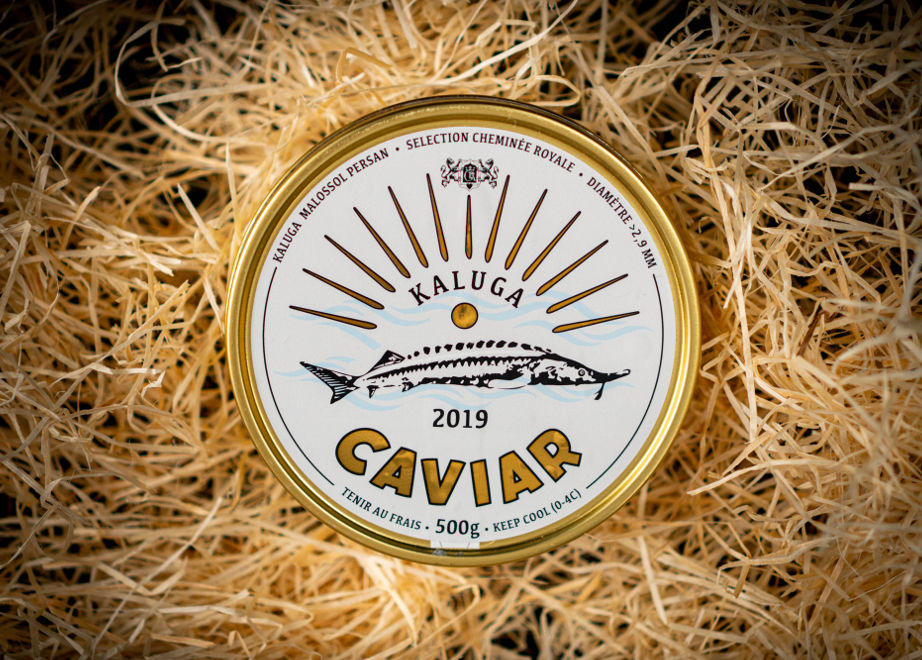 KALUGA MALOSSOL PERSAN • SELECTION CHEMINÉE ROYALE • DIAMÈTRE >2.9 MM
KALUGA
2019
CAVIAR
TENIR AU FRAIS • 500g • KEEP COOL (0-4C)